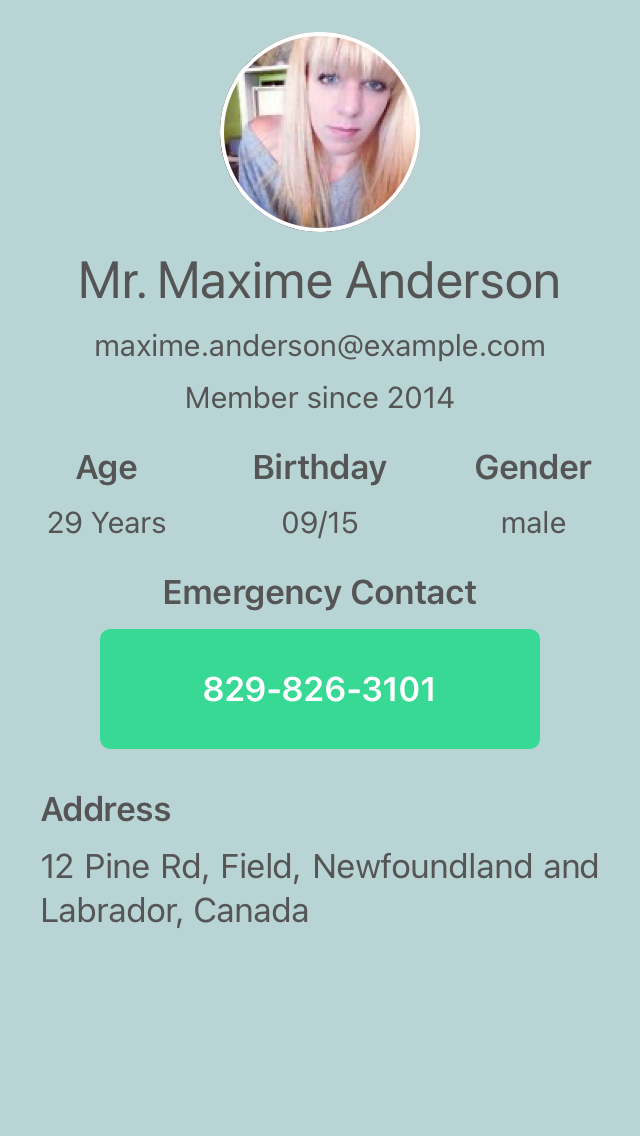 Mr. Maxime Anderson
maxime.anderson@example.com
Member since 2014
Age Birthday Gender
29 Years 09/15 male
Emergency Contact
829-826-3101
Address
12 Pine Rd, Field, Newfoundland and
Labrador, Canada